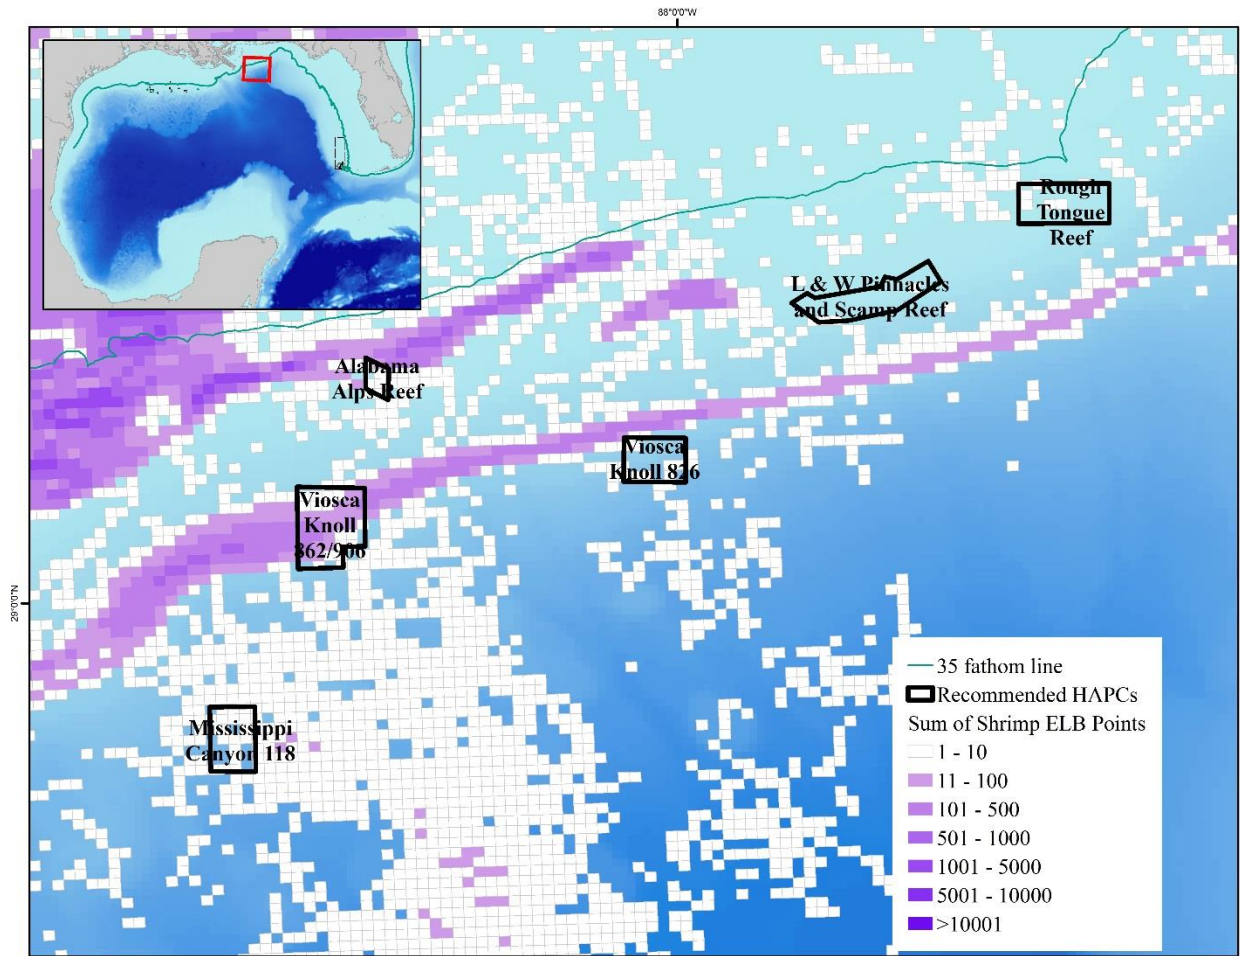 88°0'0"W
Rough
Tongue
Reef
L & W Pinnacles
and Scamp Reef
Alabama
Alps Reef
Viosca
Knoll 826
Viosca
Knoll
862/906
29°0'0"N
Mississippi
Canyon 118
35 fathom line
Recommended HAPCs
Sum of Shrimp ELB Points
1 - 10
11 - 100
101 - 500
501 - 1000
1001 - 5000
5001 - 10000
>10001